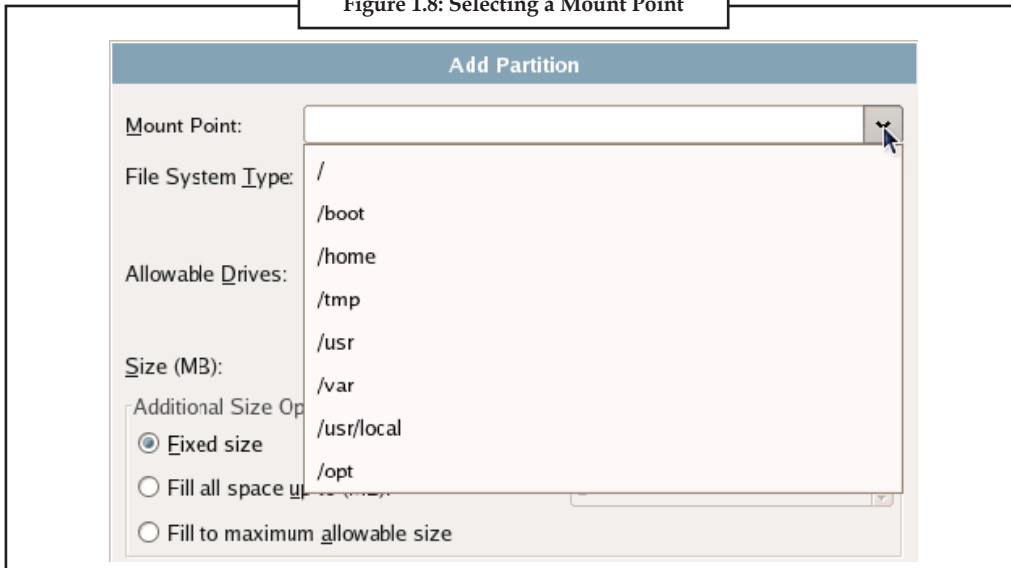 Figure 1.8: Selecting a Mount Point
Add Partition
Mount Point:
File System Type:
/
/boot
/home
Allowable Drives:
/tmp
/usr
Size (MB):
/var
Additional Size Op
/usr/local
Fixed size
/opt
Fill all space up
Fill to maximum allowable size